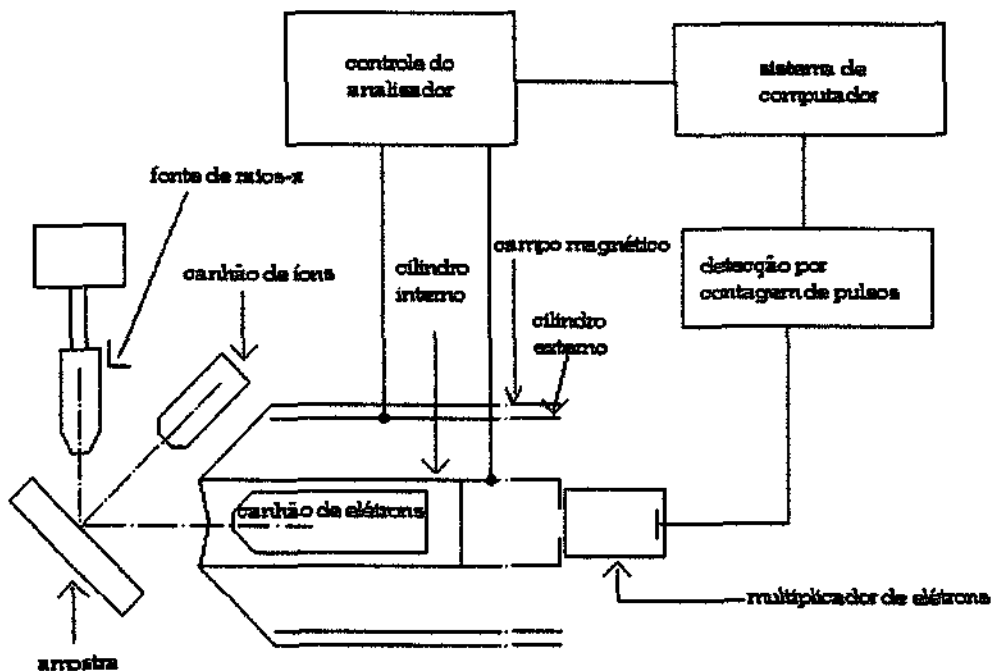 controle do
analisador
sistema de
computador
fonte de raios-x
canhão de íons
cilindro
interno
campo magnético
cilindro
externo
detecção por
contagem de pulsos
canhão de elétrons
multiplicador de elétrons
amostra